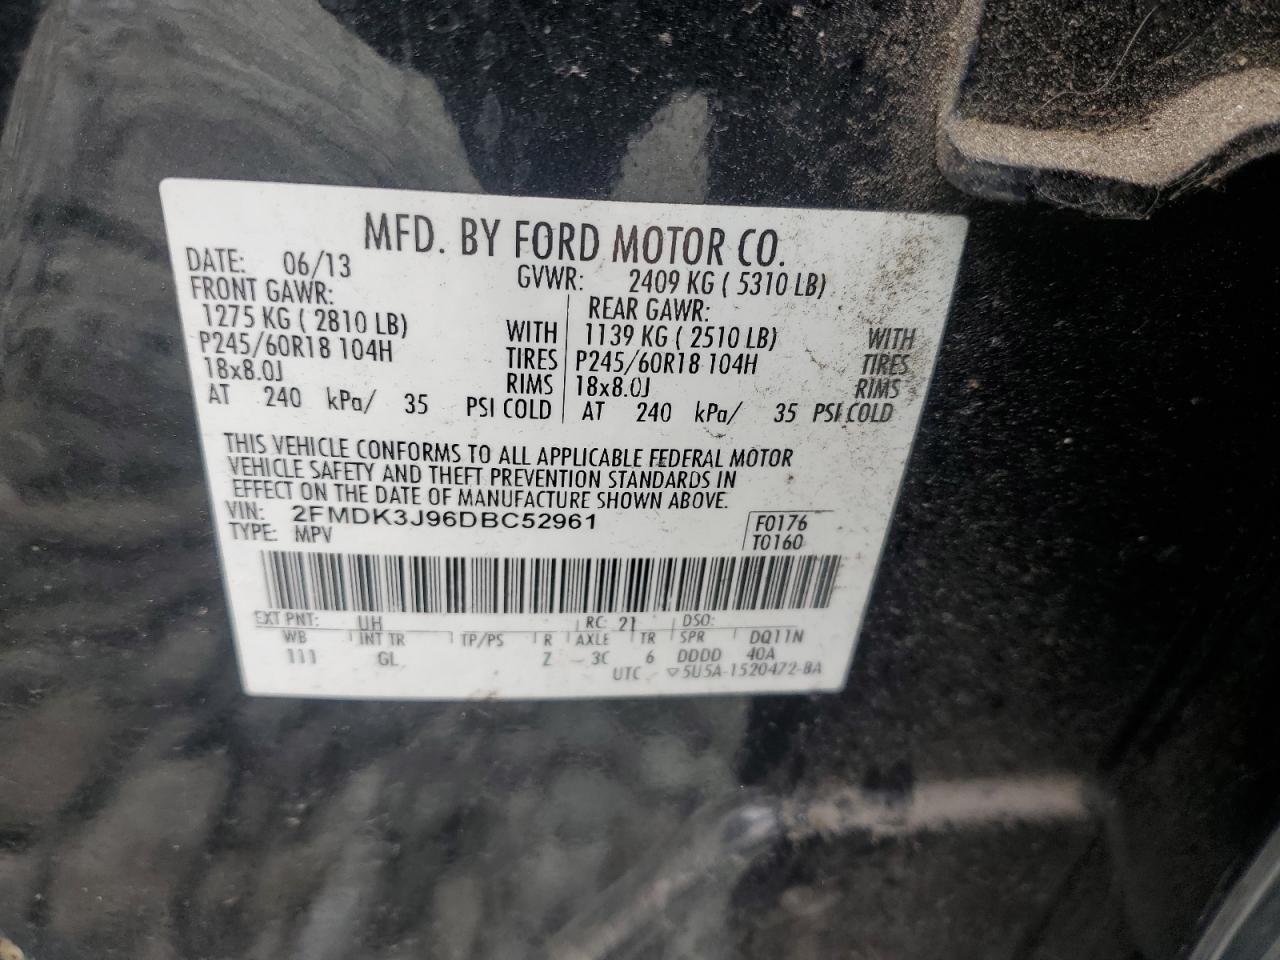 MFD. BY FORD MOTOR CO.
DATE: 06/13 GVWR: 2409 KG ( 5310 LB)
FRONT GAWR: REAR GAWR:
1275 KG ( 2810 LB) WITH 1139 KG ( 2510 LB) WITH
P245/60R18 104H TIRES P245/60R18 104H TIRES
18x8.0J RIMS 18x8.0J RIMS
AT 240 kPa/ 35 PSI COLD AT 240 kPa/ 35 PSI COLD
THIS VEHICLE CONFORMS TO ALL APPLICABLE FEDERAL MOTOR
VEHICLE SAFETY AND THEFT PREVENTION STANDARDS IN
EFFECT ON THE DATE OF MANUFACTURE SHOWN ABOVE.
VIN: 2FMDK3J96DBC52961 F0176
TYPE: MPV T0160
EXT PNT: UH RC: 21 DSO:
WB INT TR TP/PS R AXLE TR SPR DQ11N
111 GL 2 3C 6 DDDD 40A
UTC ▽5U5A-1520472-BA